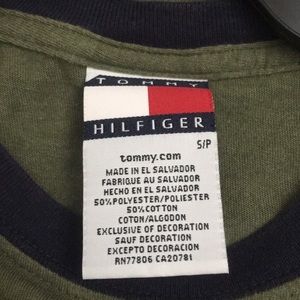 TOMMY
HILFIGER
S/P
tommy.com
MADE IN EL SALVADOR
FABRIQUE AU SALVADOR
HECHO EN EL SALVADOR
50%POLYESTER/POLIESTER
50%COTTON
COTON/ALGODON
EXCLUSIVE OF DECORATION
SAUF DECORATION
EXCEPTO DECORACION
RN77806 CA20781